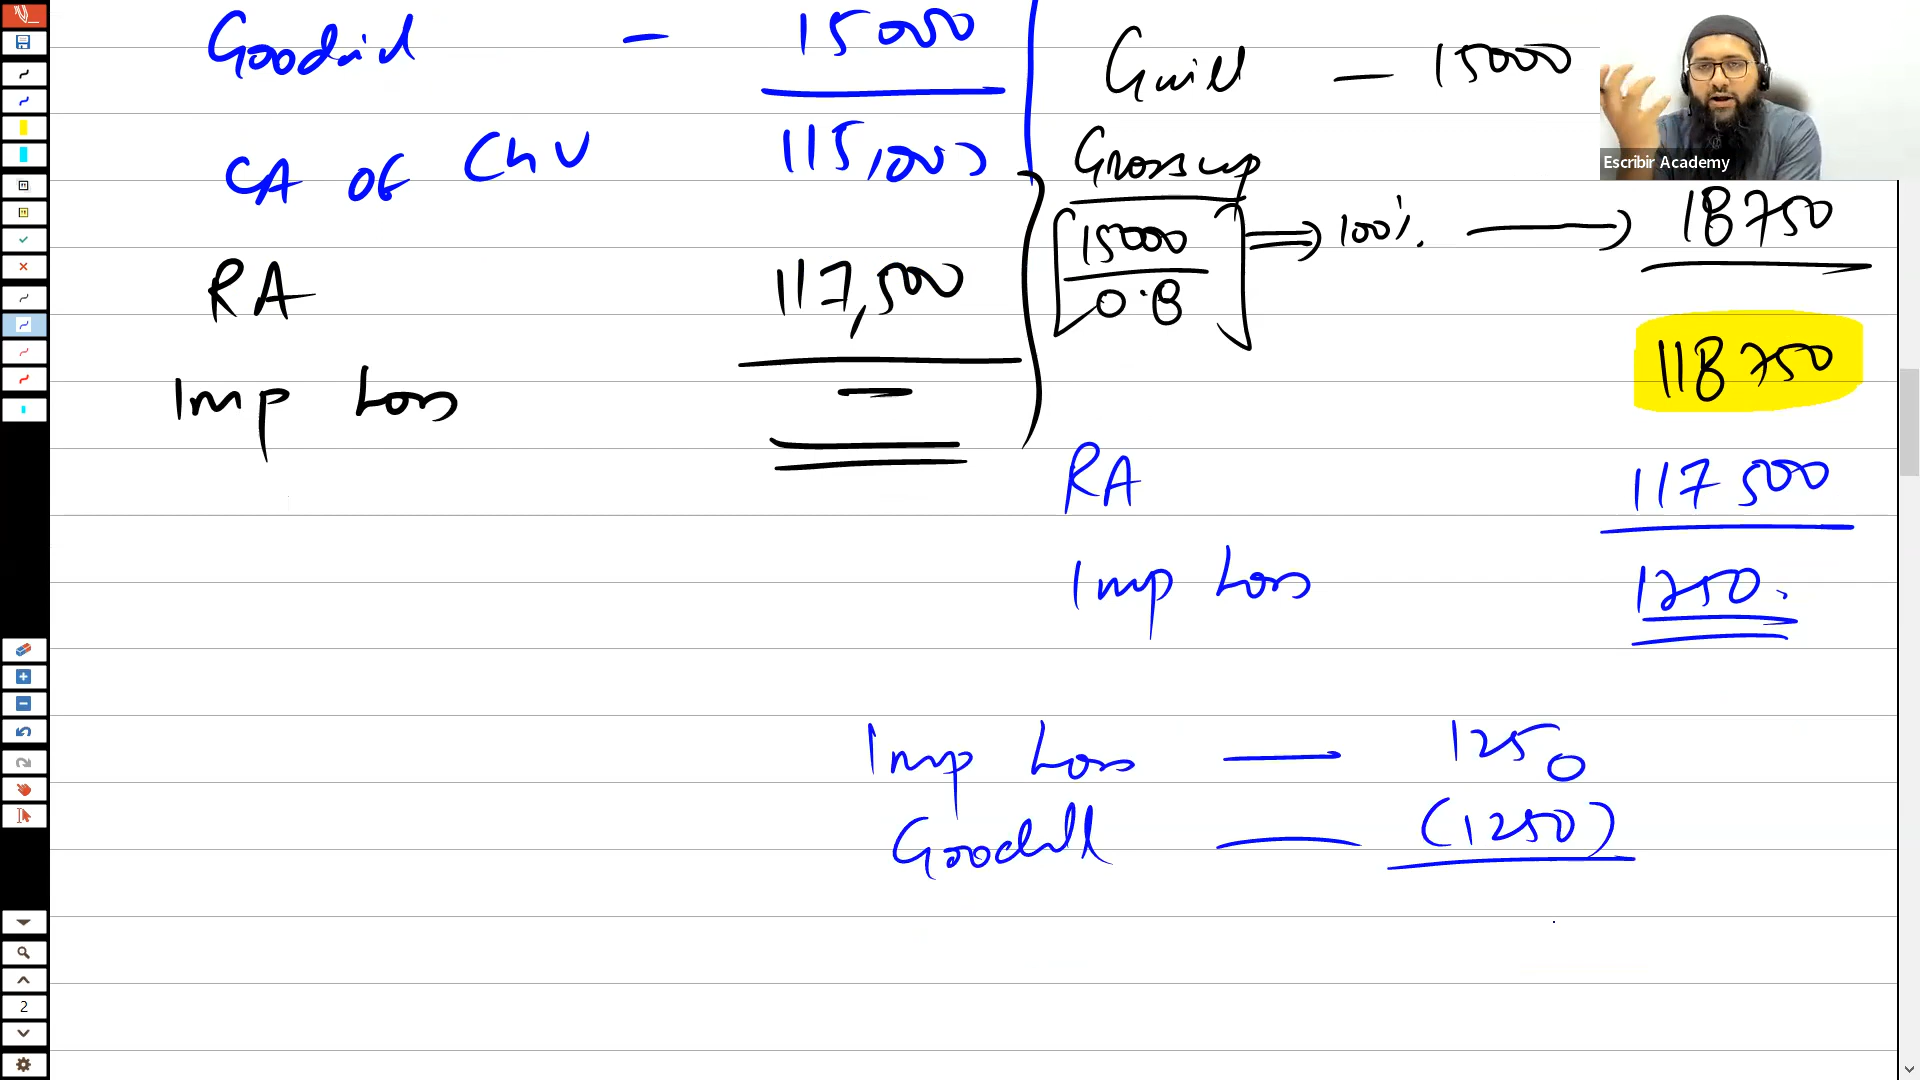 Goodwill - 15000
CA OF CGU 115,000
RA 117,500
Imp Loss —
Gwill - 15000
Gross up
[15000 / 0.8] ⇒ 100% → 18750
118750
RA 117500
Imp Loss 1250
Imp Loss — 1250
Goodwill — (1250)
Escribir Academy
2